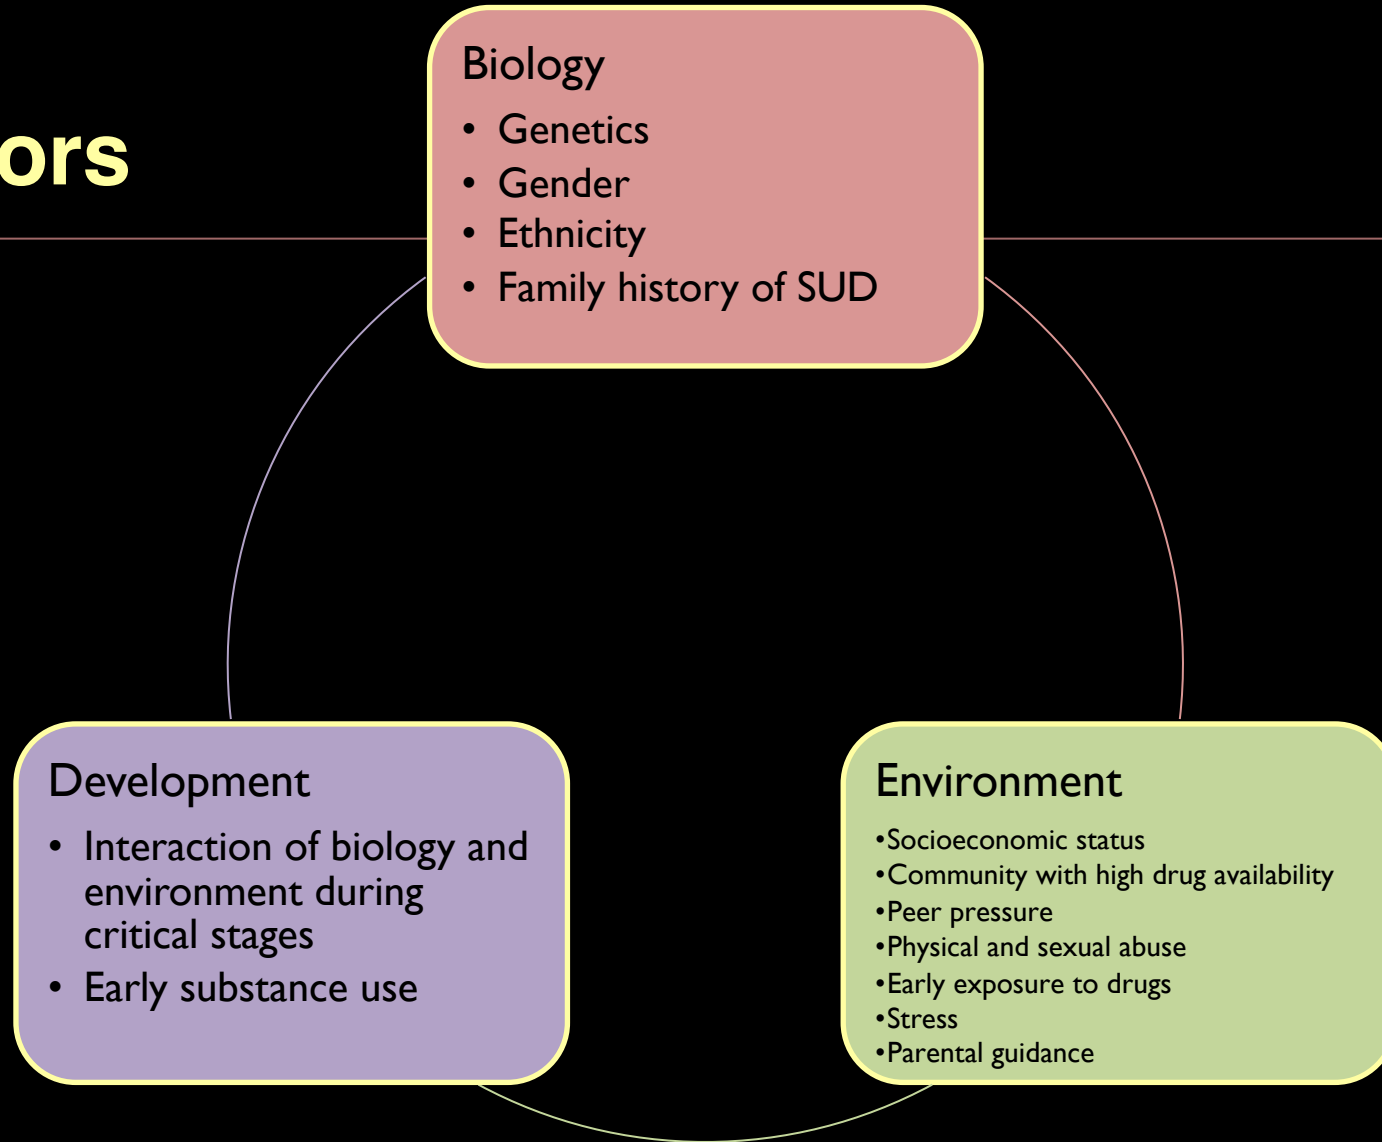 ors
Biology
• Genetics
• Gender
• Ethnicity
• Family history of SUD
Development
• Interaction of biology and
environment during
critical stages
• Early substance use
Environment
•Socioeconomic status
•Community with high drug availability
•Peer pressure
•Physical and sexual abuse
•Early exposure to drugs
•Stress
•Parental guidance